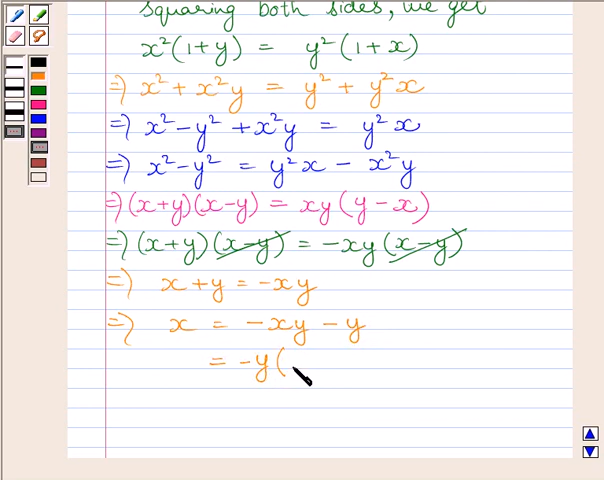 squaring both sides, we get
x²(1+y) = y²(1+x)
⇒) x² + x²y = y² + y²x
⇒) x² - y² + x²y = y²x
⇒) x² - y² = y²x - x²y
⇒) (x+y)(x-y) = xy(y-x)
⇒) (x+y)(x-y) = -xy(x-y)
⇒) x+y = -xy
⇒) x = -xy - y
= -y(